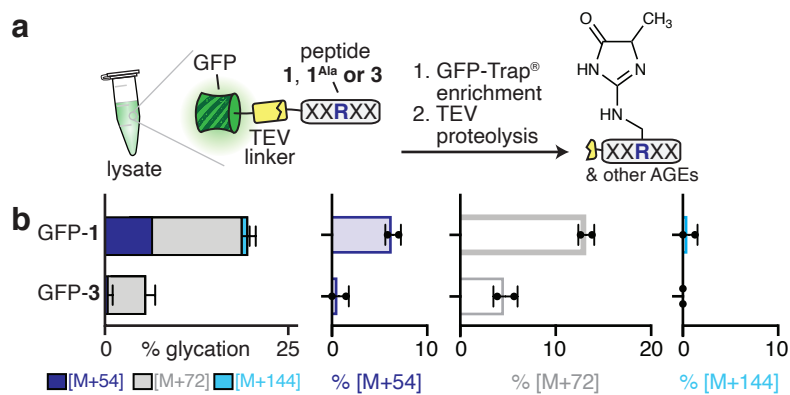 a
GFP
peptide
1, 1Ala or 3
XXRXX
TEV
linker
lysate
1. GFP-Trap®
enrichment
2. TEV
proteolysis
O
CH3
HN
N
HN
XXRXX
& other AGEs
b
GFP-1
GFP-3
0 % glycation 25
0 10
0 10 20
0 10
[M+54] [M+72] [M+144]
% [M+54]
% [M+72]
% [M+144]